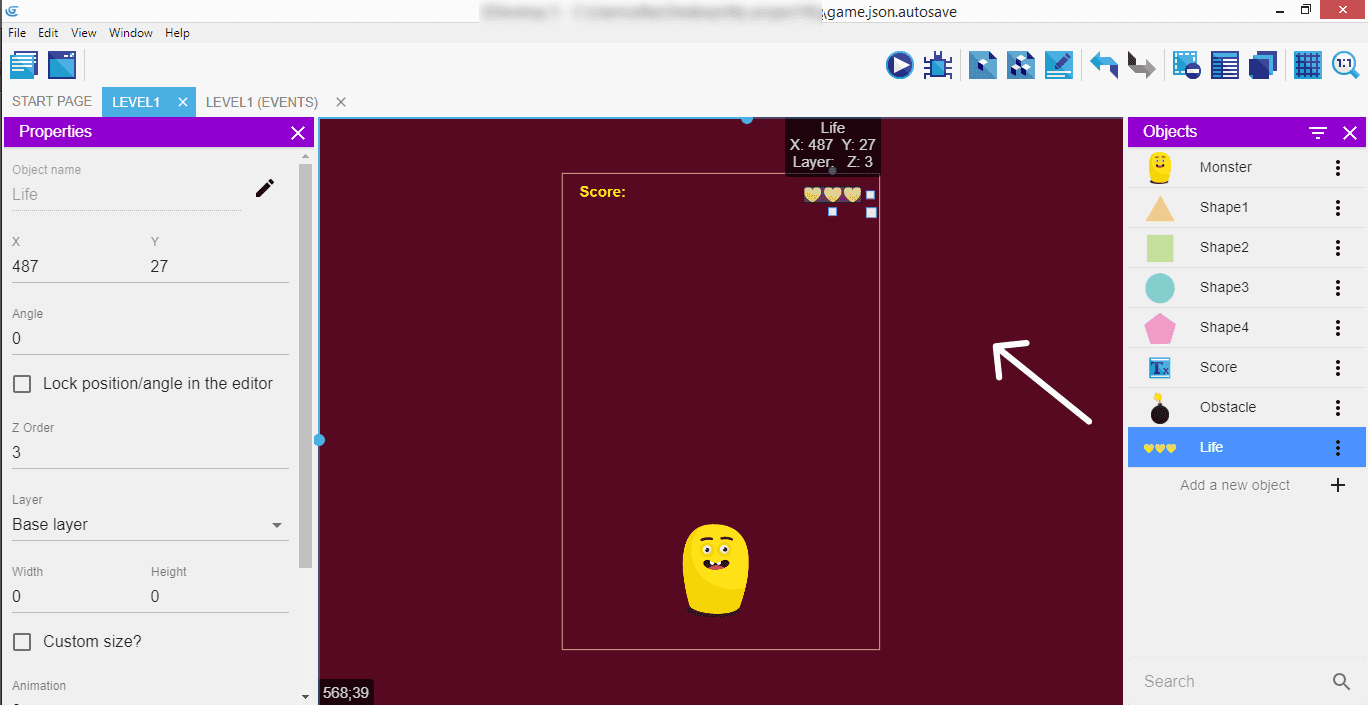 \game.json.autosave
File Edit View Window Help
1:1
START PAGE LEVEL1 × LEVEL1 (EVENTS) ×
Properties
Object name
Life
X Y
487 27
Angle
0
Lock position/angle in the editor
Z Order
3
Layer
Base layer
Width Height
0 0
Custom size?
Animation
Life
X: 487 Y: 27
Layer: Z: 3
Score:
568;39
Objects
Monster
Shape1
Shape2
Shape3
Shape4
Tx Score
Obstacle
Life
Add a new object +
Search